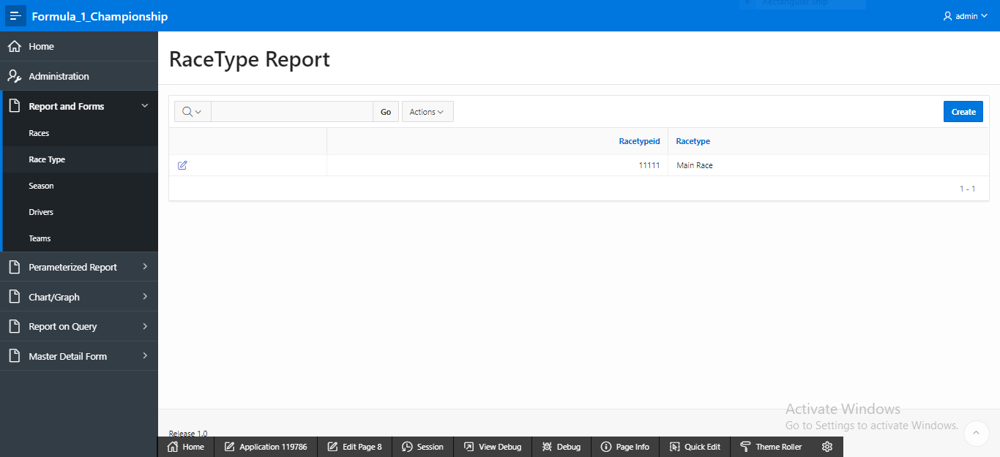 Formula_1_Championship
Rectangular Snip
admin
Home
Administration
Report and Forms
Races
Race Type
Season
Drivers
Teams
Perameterized Report
Chart/Graph
Report on Query
Master Detail Form
RaceType Report
Go
Actions
Create
Racetypeid Racetype
11111 Main Race
1 - 1
Activate Windows
Go to Settings to activate Windows.
Release 1.0
Home Application 119786 Edit Page 8 Session View Debug Debug Page Info Quick Edit Theme Roller